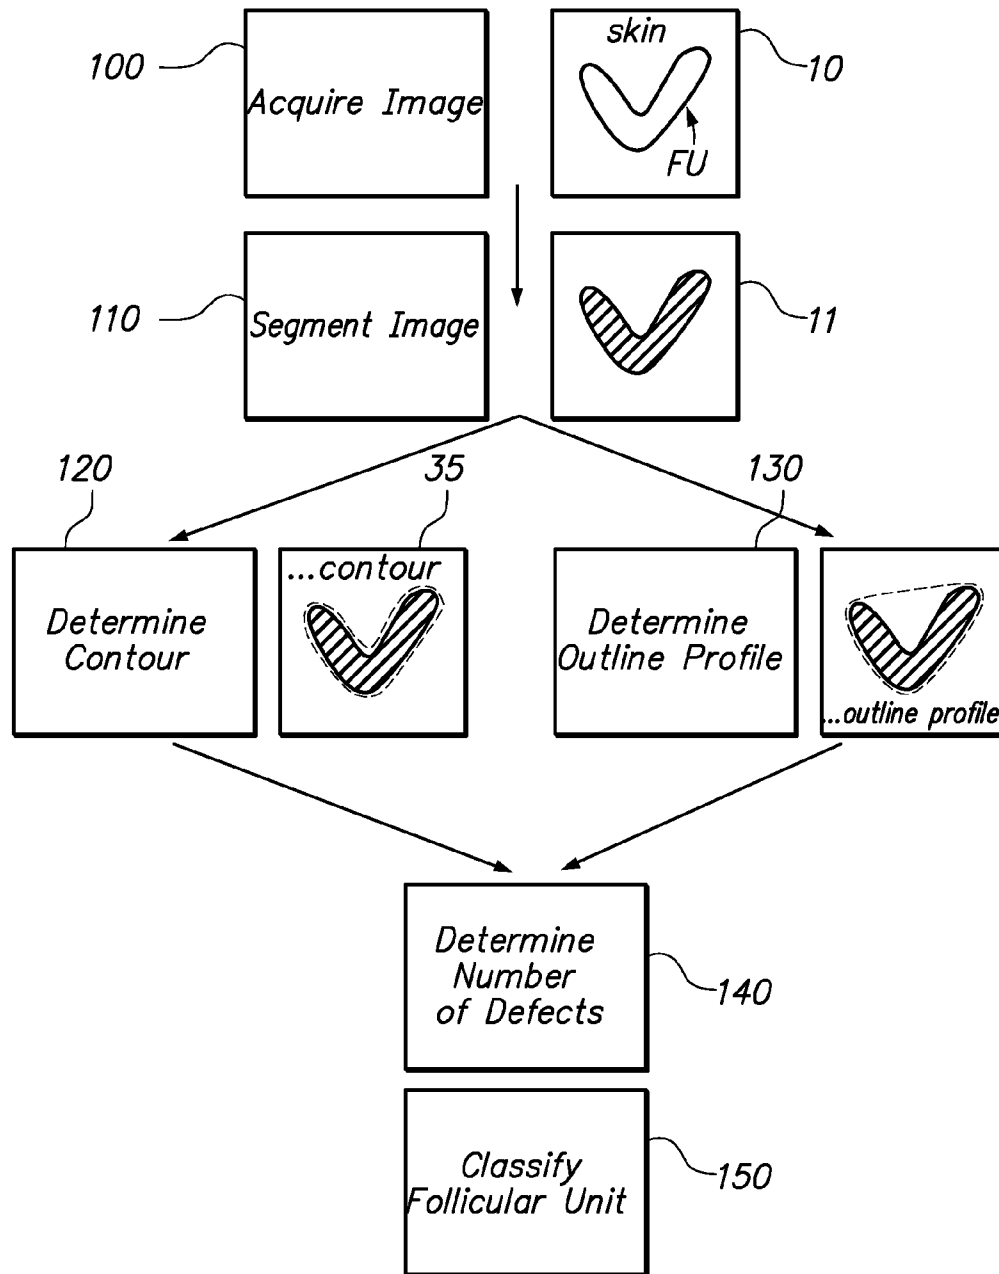 100
Acquire Image
skin
FU
10
110
Segment Image
11
120
35
130
Determine
Contour
...contour
Determine
Outline Profile
...outline profile
Determine
Number
of Defects
140
Classify
Follicular Unit
150